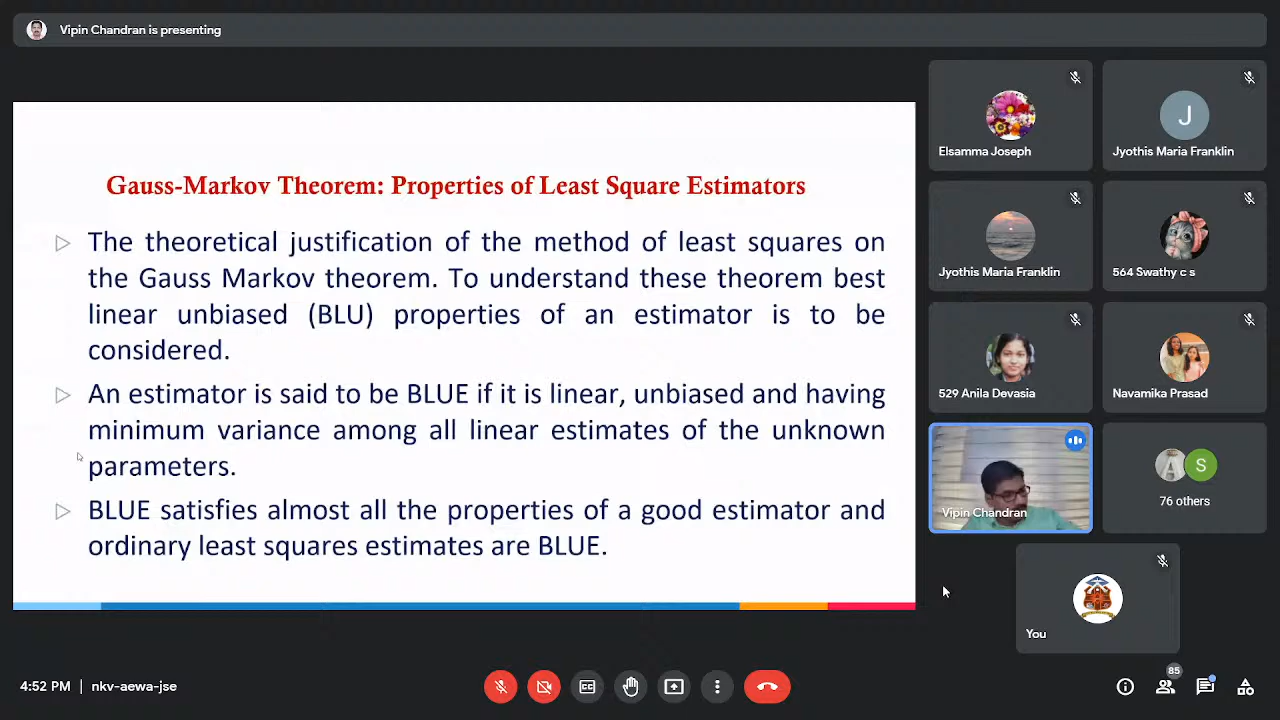 Vipin Chandran is presenting
Gauss-Markov Theorem: Properties of Least Square Estimators
The theoretical justification of the method of least squares on
the Gauss Markov theorem. To understand these theorem best
linear unbiased (BLU) properties of an estimator is to be
considered.
An estimator is said to be BLUE if it is linear, unbiased and having
minimum variance among all linear estimates of the unknown
parameters.
BLUE satisfies almost all the properties of a good estimator and
ordinary least squares estimates are BLUE.
Elsamma Joseph
J
Jyothis Maria Franklin
Jyothis Maria Franklin
564 Swathy c s
529 Anila Devasia
Navamika Prasad
Vipin Chandran
A
S
76 others
You
4:52 PM | nkv-aewa-jse
CC
85